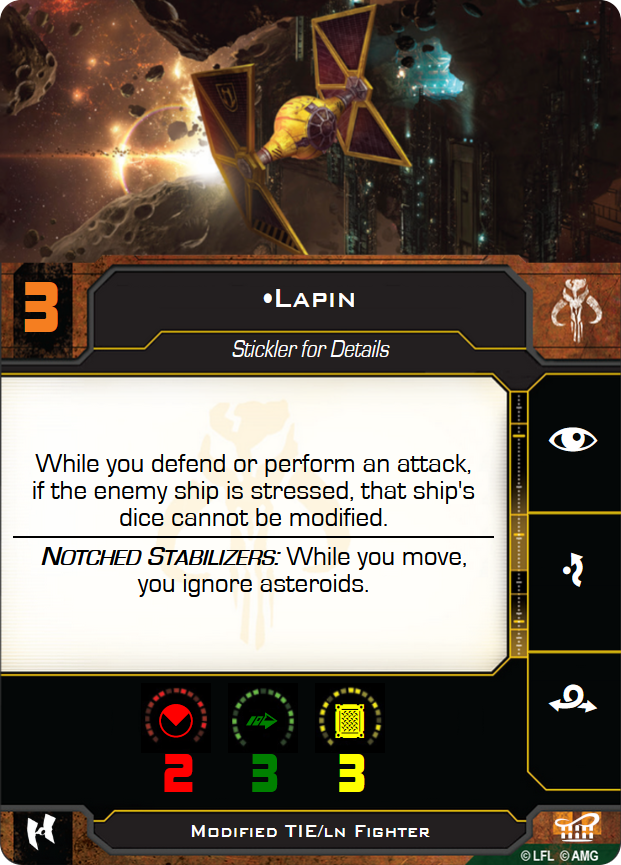 3
•Lapin
Stickler for Details
While you defend or perform an attack,
if the enemy ship is stressed, that ship's
dice cannot be modified.
Notched Stabilizers: While you move,
you ignore asteroids.
2 3 3
Modified TIE/ln Fighter
© LFL © AMG